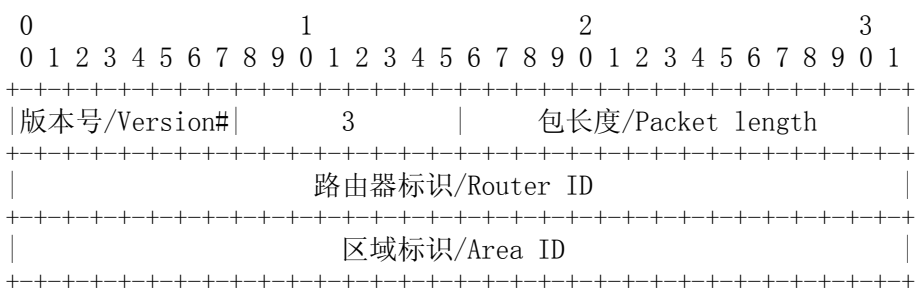 0                   1                   2                   3
0 1 2 3 4 5 6 7 8 9 0 1 2 3 4 5 6 7 8 9 0 1 2 3 4 5 6 7 8 9 0 1
+-+-+-+-+-+-+-+-+-+-+-+-+-+-+-+-+-+-+-+-+-+-+-+-+-+-+-+-+-+-+-+-+
|版本号/Version#|       3       |     包长度/Packet length      |
+-+-+-+-+-+-+-+-+-+-+-+-+-+-+-+-+-+-+-+-+-+-+-+-+-+-+-+-+-+-+-+-+
|                     路由器标识/Router ID                      |
+-+-+-+-+-+-+-+-+-+-+-+-+-+-+-+-+-+-+-+-+-+-+-+-+-+-+-+-+-+-+-+-+
|                       区域标识/Area ID                        |
+-+-+-+-+-+-+-+-+-+-+-+-+-+-+-+-+-+-+-+-+-+-+-+-+-+-+-+-+-+-+-+-+